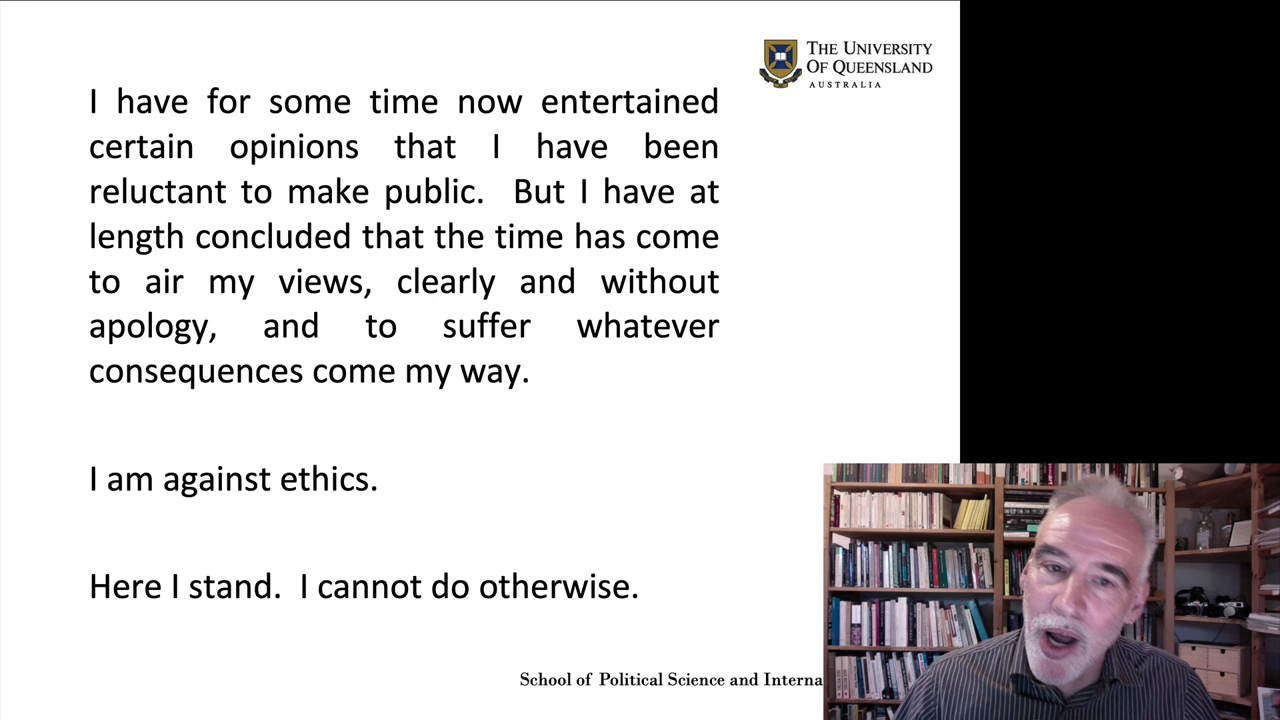 THE UNIVERSITY
OF QUEENSLAND
AUSTRALIA
I have for some time now entertained
certain opinions that I have been
reluctant to make public. But I have at
length concluded that the time has come
to air my views, clearly and without
apology, and to suffer whatever
consequences come my way.
I am against ethics.
Here I stand. I cannot do otherwise.
School of Political Science and Interna